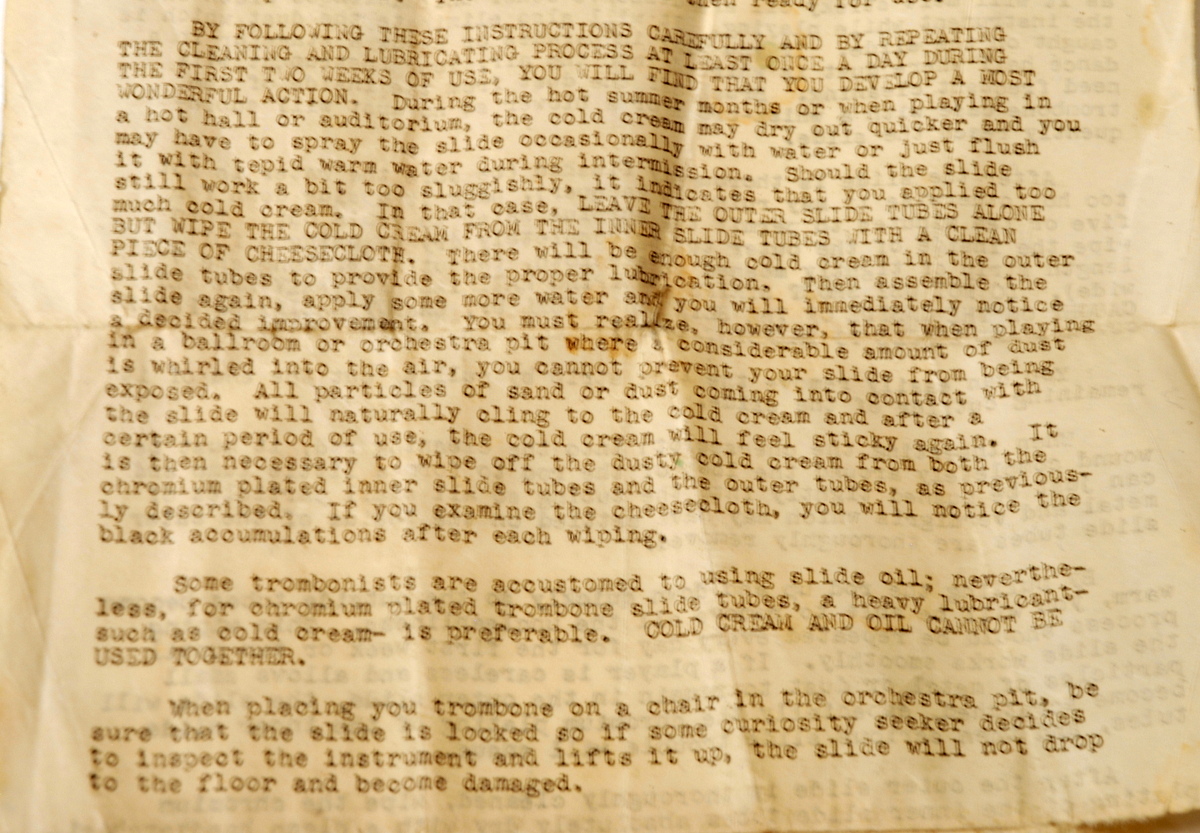 then ready for use.
BY FOLLOWING THESE INSTRUCTIONS CAREFULLY AND BY REPEATING
THE CLEANING AND LUBRICATING PROCESS AT LEAST ONCE A DAY DURING
THE FIRST TWO WEEKS OF USE, YOU WILL FIND THAT YOU DEVELOP A MOST
WONDERFUL ACTION. During the hot summer months or when playing in
a hot hall or auditorium, the cold cream may dry out quicker and you
may have to spray the slide occasionally with water or just flush
it with tepid warm water during intermission. Should the slide
still work a bit too sluggishly, it indicates that you applied too
much cold cream. In that case, LEAVE THE OUTER SLIDE TUBES ALONE
BUT WIPE THE COLD CREAM FROM THE INNER SLIDE TUBES WITH A CLEAN
PIECE OF CHEESECLOTH. There will be enough cold cream in the outer
slide tubes to provide the proper lubrication. Then assemble the
slide again, apply some more water and you will immediately notice
a decided improvement. You must realize, however, that when playing
in a ballroom or orchestra pit where a considerable amount of dust
is whirled into the air, you cannot prevent your slide from being
exposed. All particles of sand or dust coming into contact with
the slide will naturally cling to the cold cream and after a
certain period of use, the cold cream will feel sticky again. It
is then necessary to wipe off the dusty cold cream from both the
chromium plated inner slide tubes and the outer tubes, as previous-
ly described. If you examine the cheesecloth, you will notice the
black accumulations after each wiping.
Some trombonists are accustomed to using slide oil; neverthe-
less, for chromium plated trombone slide tubes, a heavy lubricant-
such as cold cream- is preferable. COLD CREAM AND OIL CANNOT BE
USED TOGETHER.
When placing you trombone on a chair in the orchestra pit, be
sure that the slide is locked so if some curiosity seeker decides
to inspect the instrument and lifts it up, the slide will not drop
to the floor and become damaged.